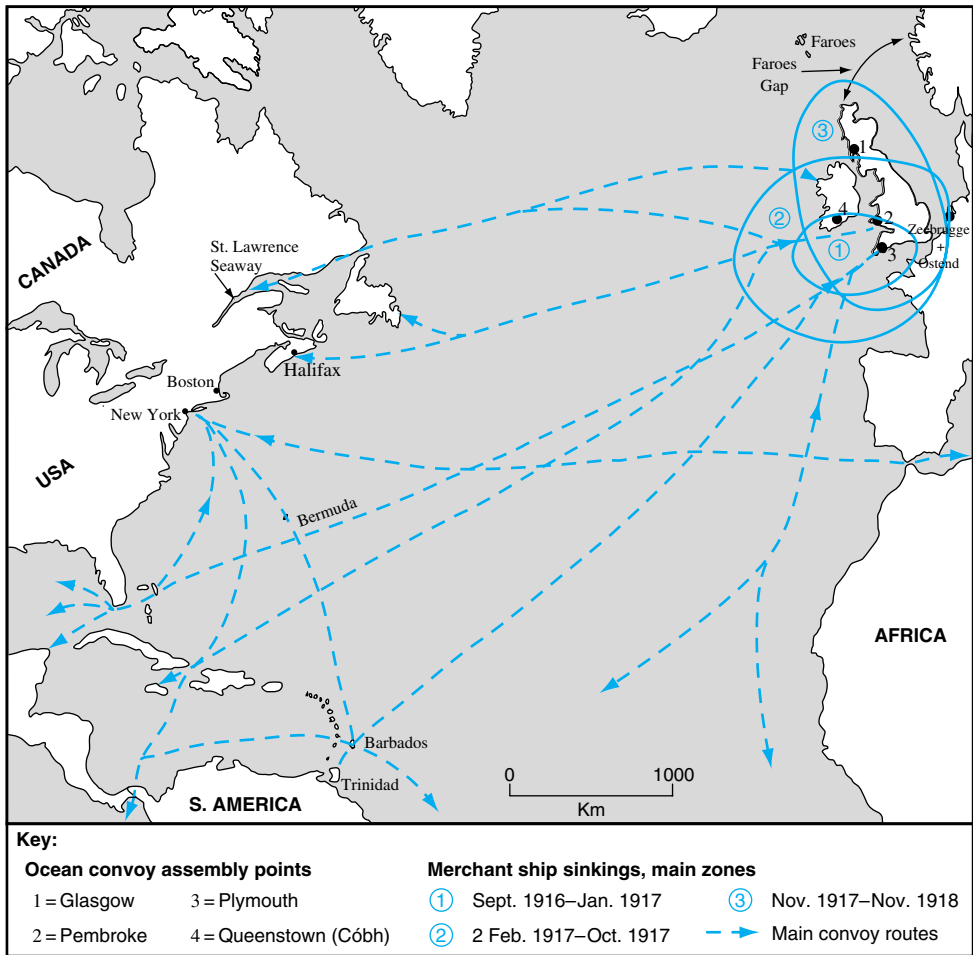 Faroes
Faroes
Gap
3
1
CANADA
St. Lawrence
Seaway
2
4
2
1
3
Zeebrugge
+
Ostend
Halifax
Boston
New York
USA
Bermuda
AFRICA
Barbados
Trinidad
S. AMERICA
0 1000
Km
Key:
Ocean convoy assembly points
1 = Glasgow 3 = Plymouth
2 = Pembroke 4 = Queenstown (Cóbh)
Merchant ship sinkings, main zones
1 Sept. 1916–Jan. 1917 3 Nov. 1917–Nov. 1918
2 2 Feb. 1917–Oct. 1917 Main convoy routes